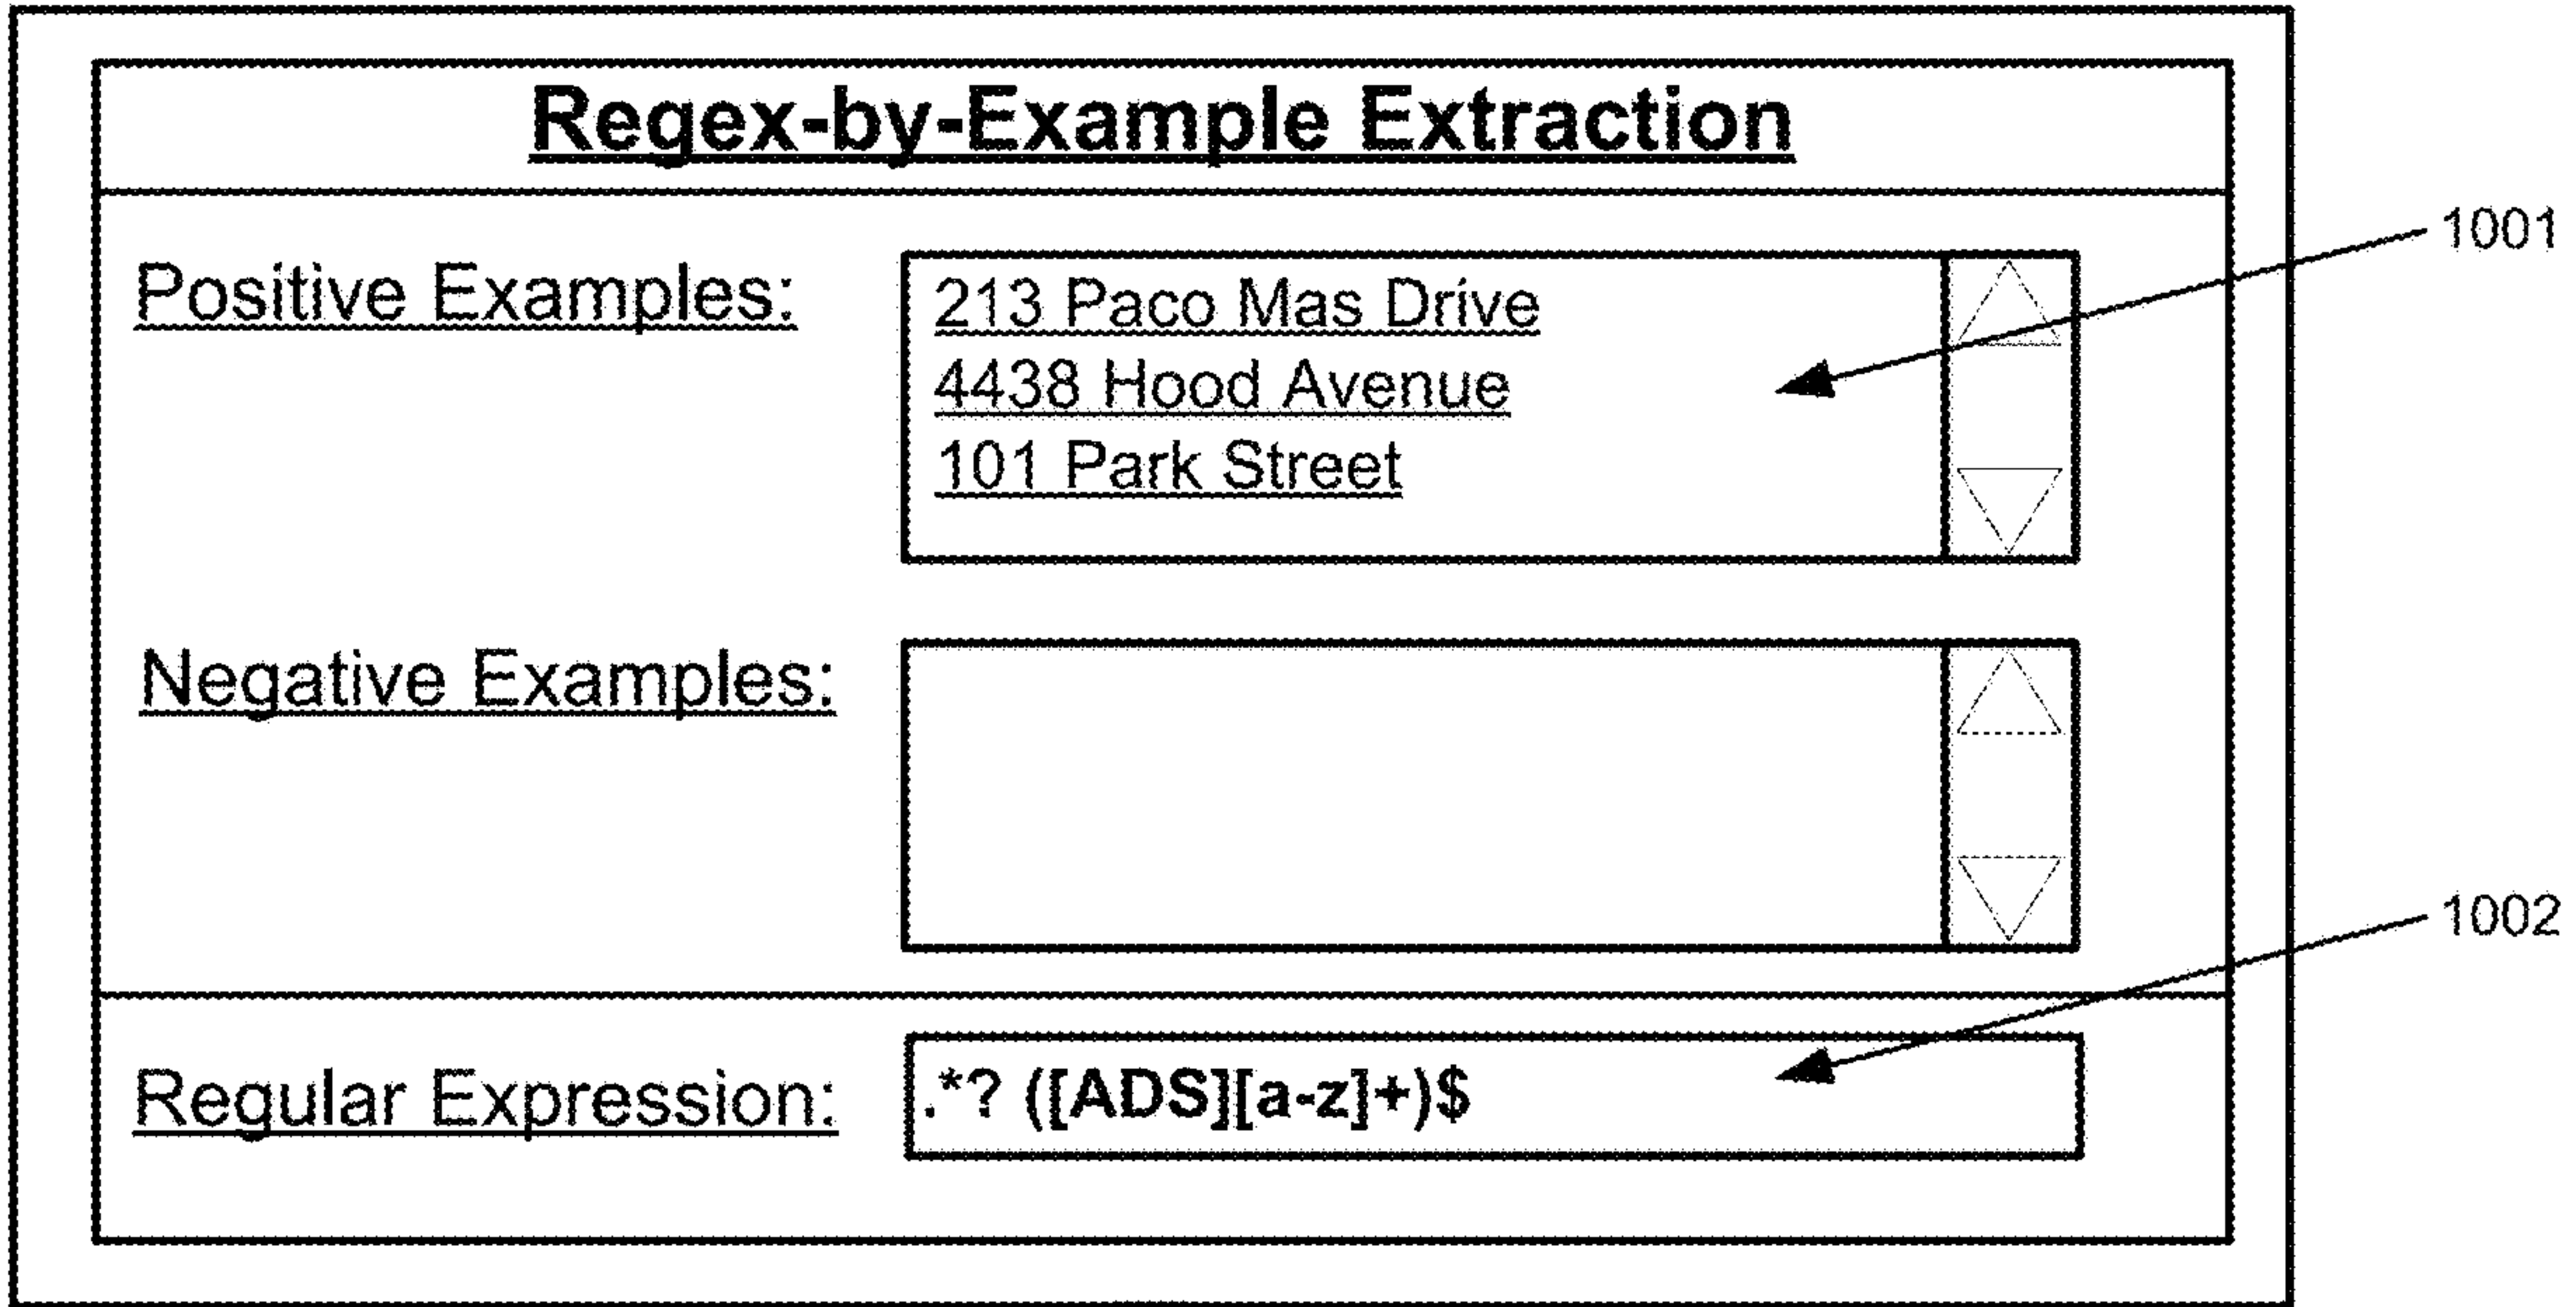 Regex-by-Example Extraction
Positive Examples:
213 Paco Mas Drive
4438 Hood Avenue
101 Park Street
1001
Negative Examples:
1002
Regular Expression:
.*? ([ADS][a-z]+)$